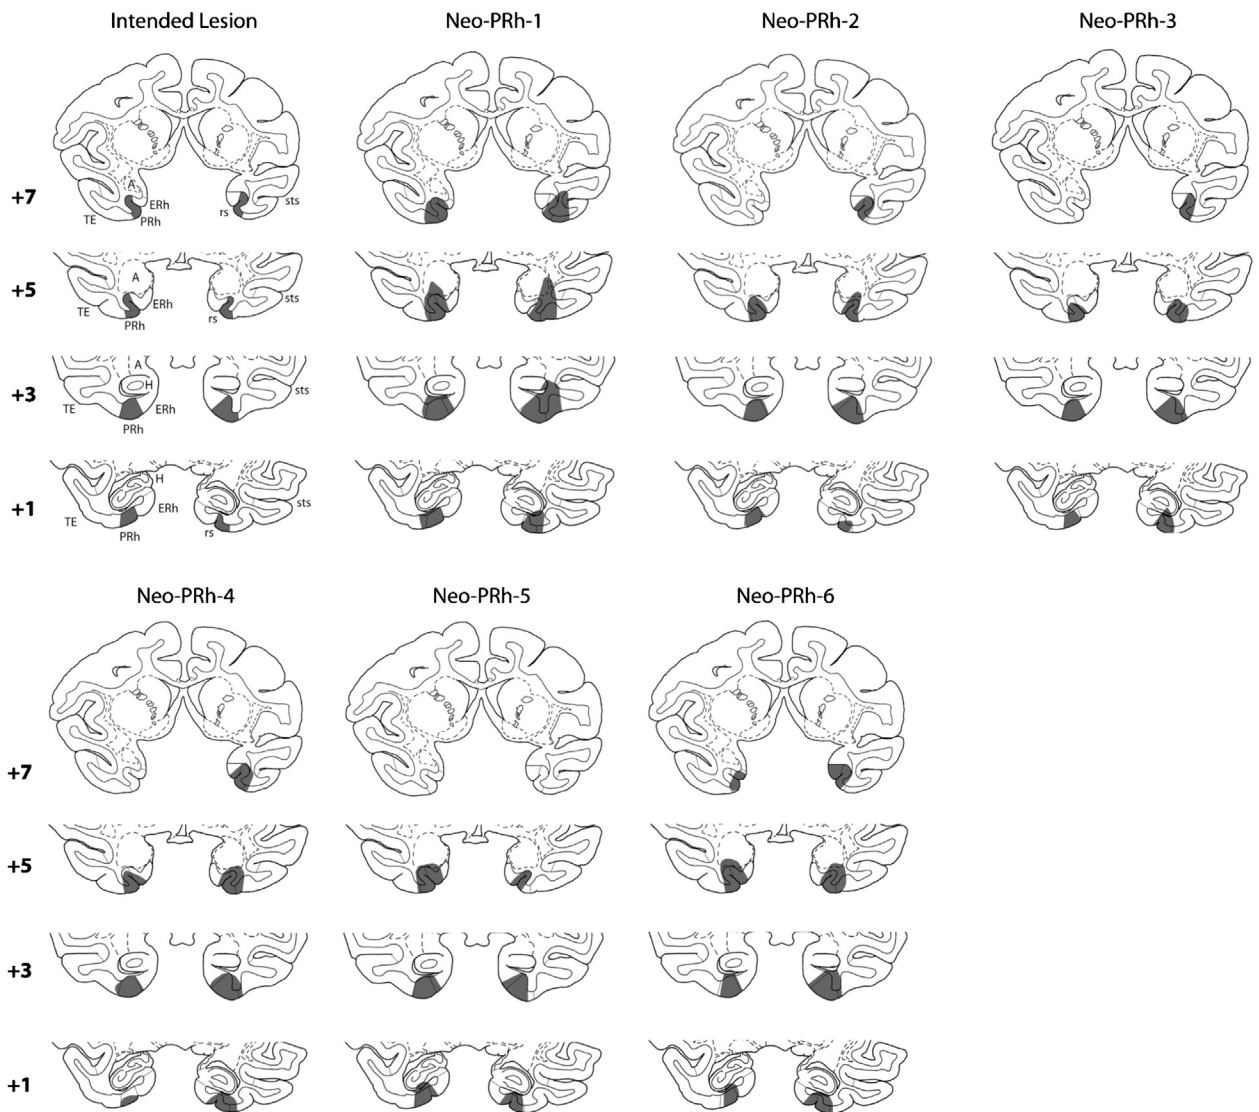 Intended Lesion Neo-PRh-1 Neo-PRh-2 Neo-PRh-3
+7
A
ERh
TE
PRh
rs
sts
+5
A
ERh
TE
PRh
rs
sts
+3
A
H
TE
ERh
PRh
sts
+1
H
ERh
TE
PRh
rs
sts
Neo-PRh-4 Neo-PRh-5 Neo-PRh-6
+7
+5
+3
+1